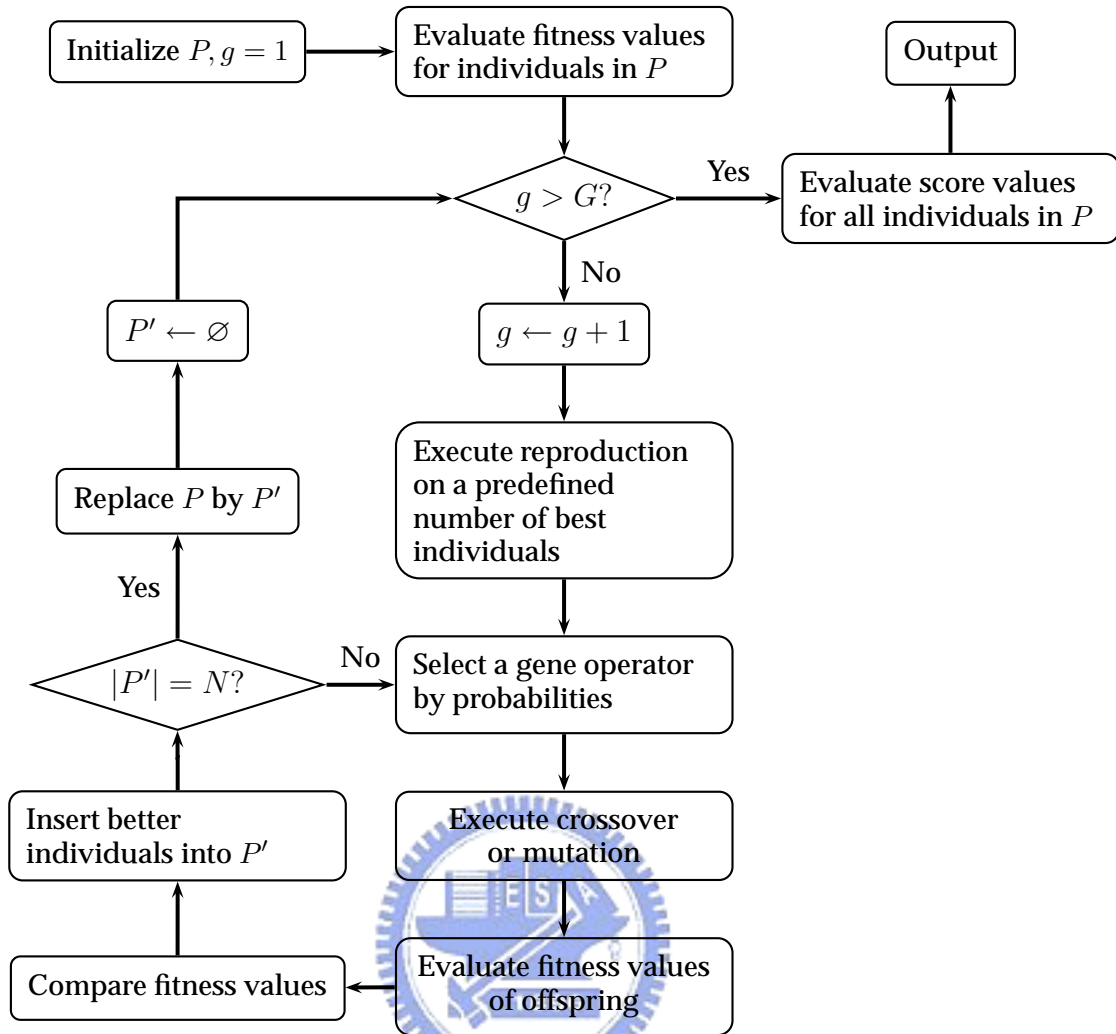 Initialize P, g = 1
Evaluate fitness values
for individuals in P
Output
g > G?
Yes
Evaluate score values
for all individuals in P
No
P′ ← ∅
g ← g + 1
Execute reproduction
on a predefined
number of best
individuals
Replace P by P′
Yes
|P′| = N?
No
Select a gene operator
by probabilities
Insert better
individuals into P′
Execute crossover
or mutation
E S A
Compare fitness values
Evaluate fitness values
of offspring